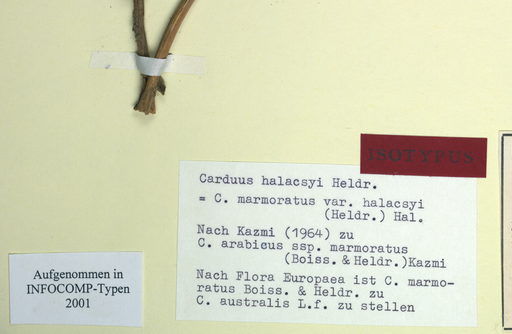 ISOTYPUS
Carduus halacsyi Heldr.
= C. marmoratus var. halacsyi
(Heldr.) Hal.
Nach Kazmi (1964) zu
C. arabicus ssp. marmoratus
(Boiss. & Heldr.)Kazmi
Nach Flora Europaea ist C. marmo-
ratus Boiss. & Heldr. zu
C. australis L.f. zu stellen
Aufgenommen in
INFOCOMP-Typen
2001